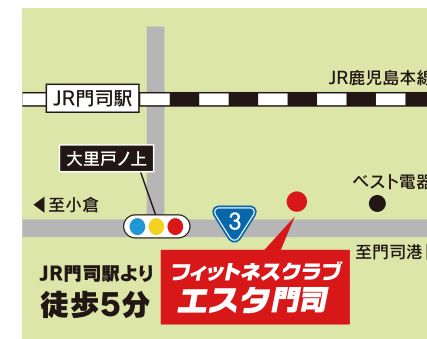 JR鹿児島本線
JR門司駅
大里戸ノ上
ベスト電器
◀至小倉
3
至門司港
JR門司駅より
徒歩5分
フィットネスクラブ
エスタ門司